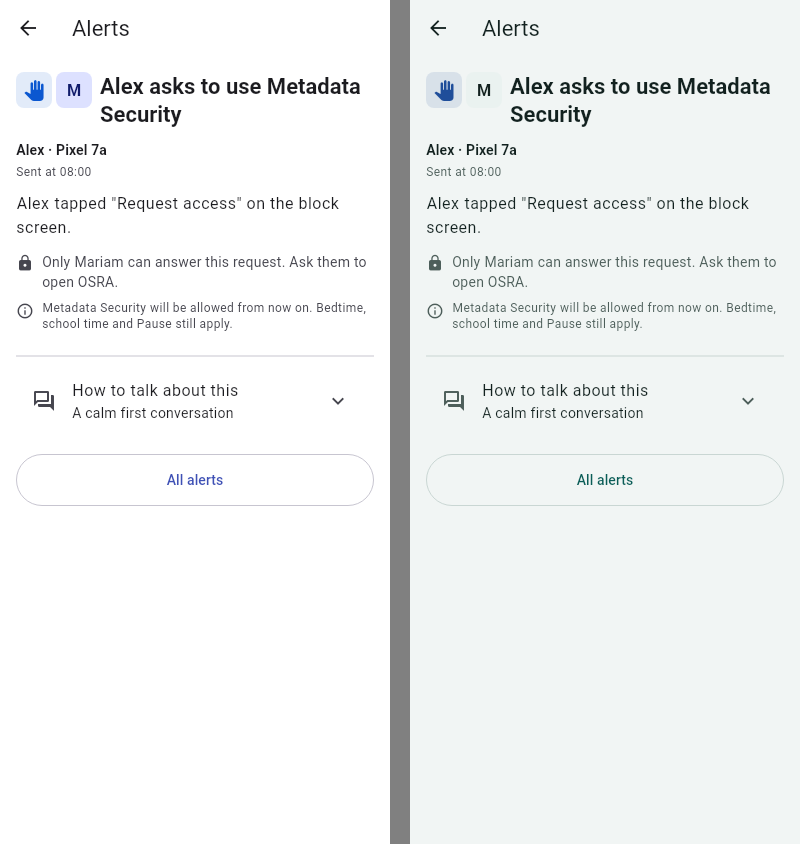 Alerts
M
Alex asks to use Metadata
Security
Alex · Pixel 7a
Sent at 08:00
Alex tapped "Request access" on the block
screen.
Only Mariam can answer this request. Ask them to
open OSRA.
Metadata Security will be allowed from now on. Bedtime,
school time and Pause still apply.
How to talk about this
A calm first conversation
All alerts
Alerts
M
Alex asks to use Metadata
Security
Alex · Pixel 7a
Sent at 08:00
Alex tapped "Request access" on the block
screen.
Only Mariam can answer this request. Ask them to
open OSRA.
Metadata Security will be allowed from now on. Bedtime,
school time and Pause still apply.
How to talk about this
A calm first conversation
All alerts